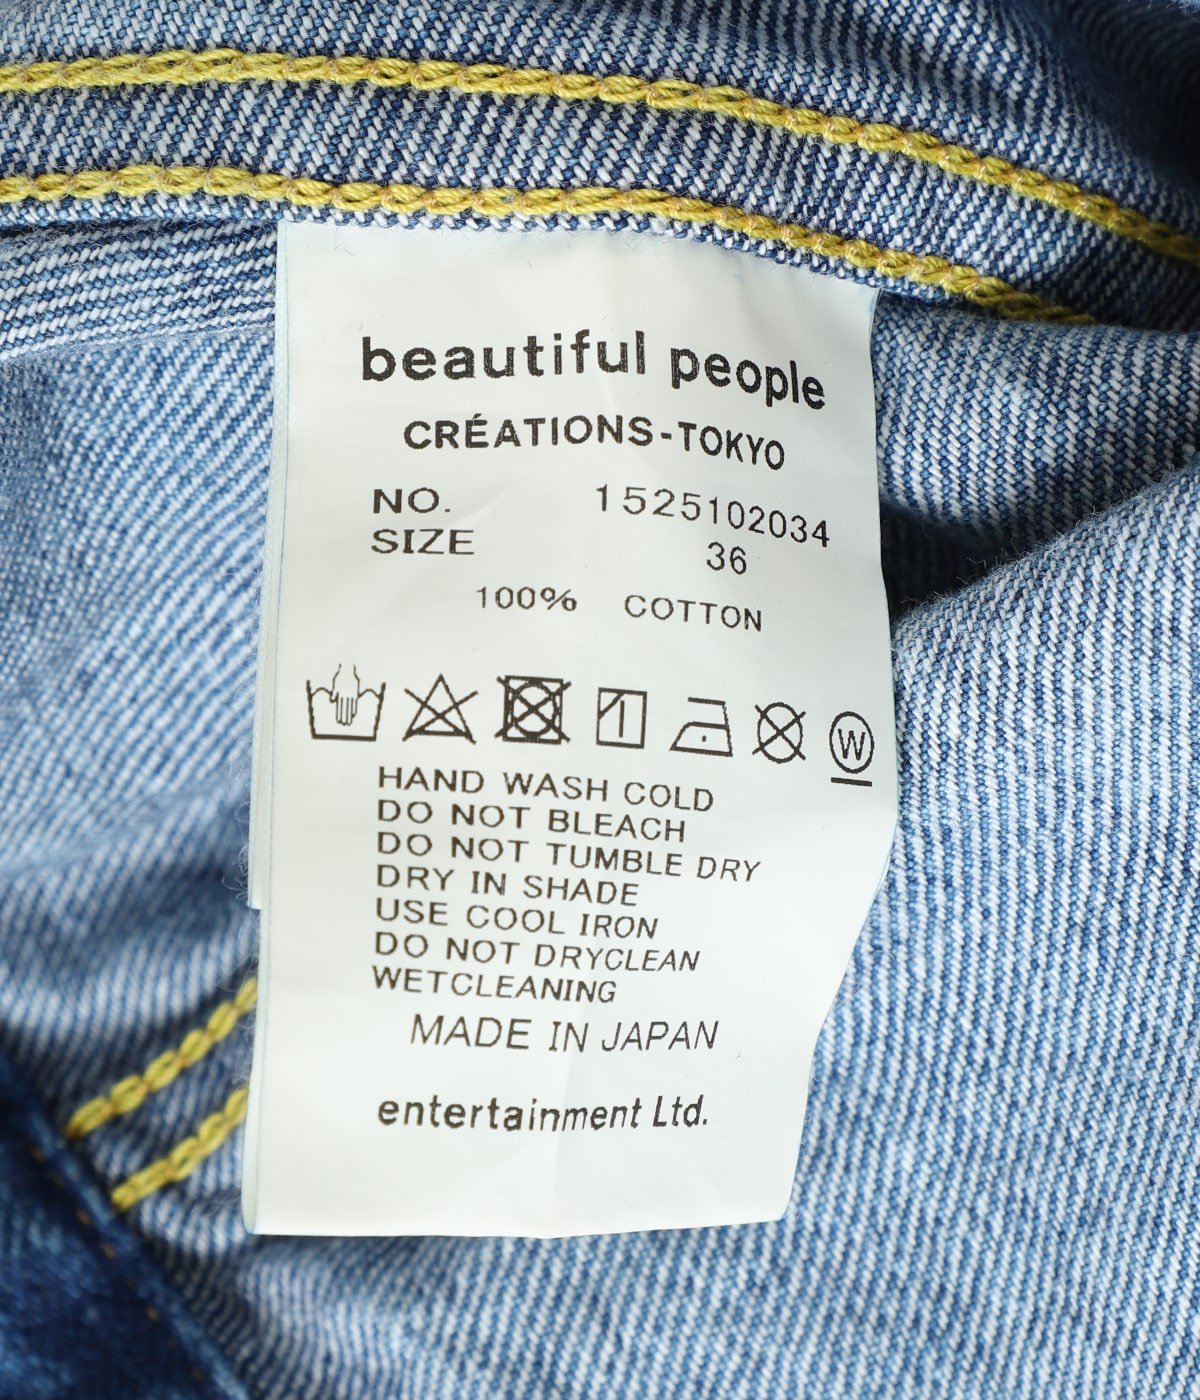 beautiful people
CRÉATIONS-TOKYO
NO. 1525102034
SIZE 36
100% COTTON
W
HAND WASH COLD
DO NOT BLEACH
DO NOT TUMBLE DRY
DRY IN SHADE
USE COOL IRON
DO NOT DRYCLEAN
WETCLEANING
MADE IN JAPAN
entertainment Ltd.